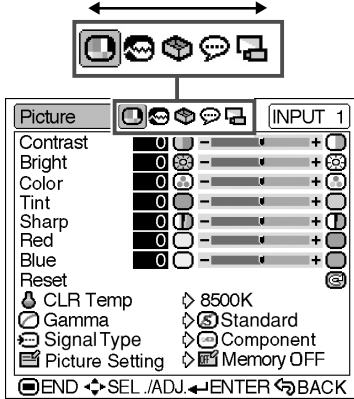 Picture INPUT 1
Contrast 0 - +
Bright 0 - +
Color 0 - +
Tint 0 - +
Sharp 0 - +
Red 0 - +
Blue 0 - +
Reset
CLR Temp 8500K
Gamma S Standard
Signal Type Component
Picture Setting OFF Memory OFF
END SEL./ADJ. ENTER BACK